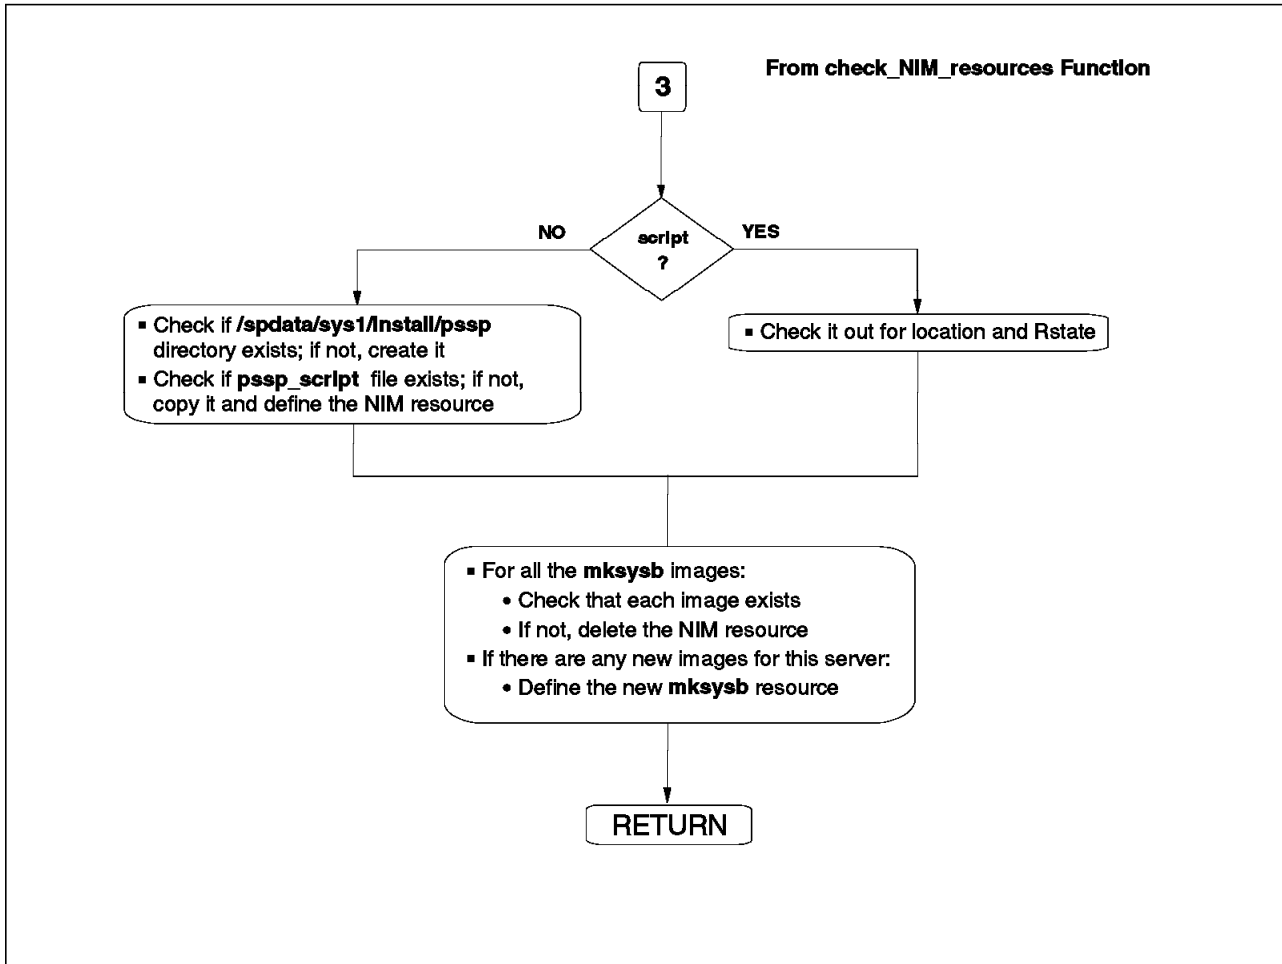 From check_NIM_resources Function
3
NO
script
?
YES
▪ Check if /spdata/sys1/install/pssp
directory exists; if not, create it
▪ Check if pssp_script file exists; if not,
copy it and define the NIM resource
▪ Check it out for location and Rstate
▪ For all the mksysb images:
• Check that each image exists
• If not, delete the NIM resource
▪ If there are any new images for this server:
• Define the new mksysb resource
RETURN